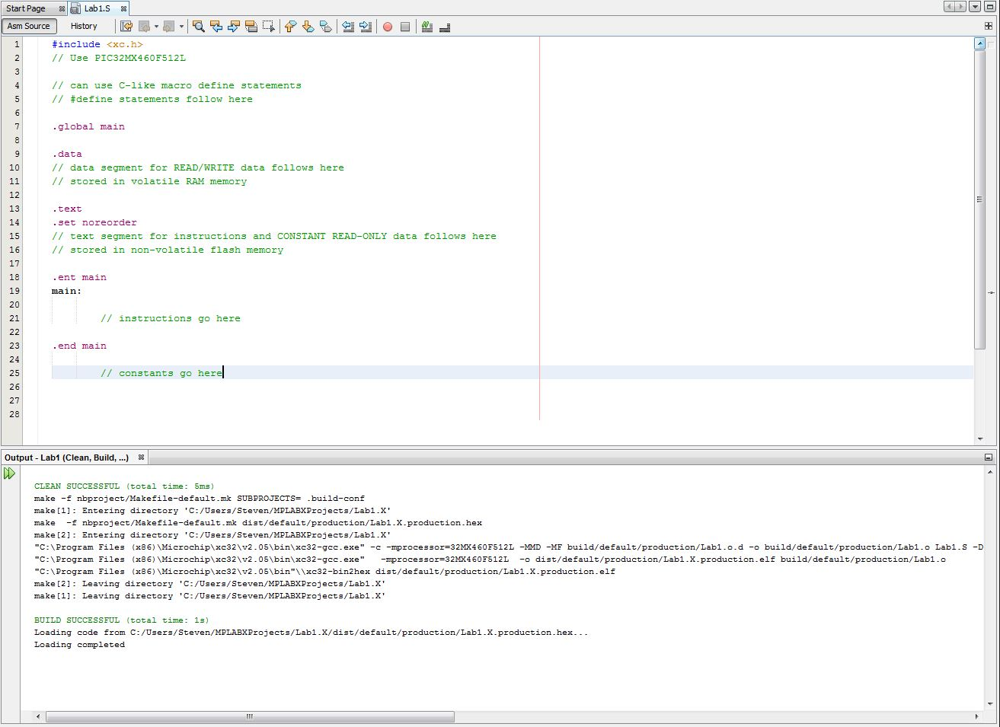 Start Page Lab1.S
Asm Source History
1 #include <xc.h>
2 // Use PIC32MX460F512L
3
4 // can use C-like macro define statements
5 // #define statements follow here
6
7 .global main
8
9 .data
10 // data segment for READ/WRITE data follows here
11 // stored in volatile RAM memory
12
13 .text
14 .set noreorder
15 // text segment for instructions and CONSTANT READ-ONLY data follows here
16 // stored in non-volatile flash memory
17
18 .ent main
19 main:
20
21 // instructions go here
22
23 .end main
24
25 // constants go here
26
27
28
Output - Lab1 (Clean, Build, ...)
CLEAN SUCCESSFUL (total time: 5ms)
make -f nbproject/Makefile-default.mk SUBPROJECTS= .build-conf
make[1]: Entering directory 'C:/Users/Steven/MPLABXProjects/Lab1.X'
make  -f nbproject/Makefile-default.mk dist/default/production/Lab1.X.production.hex
make[2]: Entering directory 'C:/Users/Steven/MPLABXProjects/Lab1.X'
"C:\Program Files (x86)\Microchip\xc32\v2.05\bin\xc32-gcc.exe" -c -mprocessor=32MX460F512L -MMD -MF build/default/production/Lab1.o.d -o build/default/production/Lab1.o Lab1.S -D
"C:\Program Files (x86)\Microchip\xc32\v2.05\bin\xc32-gcc.exe"   -mprocessor=32MX460F512L  -o dist/default/production/Lab1.X.production.elf build/default/production/Lab1.o
"C:\Program Files (x86)\Microchip\xc32\v2.05\bin"\\xc32-bin2hex dist/default/production/Lab1.X.production.elf
make[2]: Leaving directory 'C:/Users/Steven/MPLABXProjects/Lab1.X'
make[1]: Leaving directory 'C:/Users/Steven/MPLABXProjects/Lab1.X'
BUILD SUCCESSFUL (total time: 1s)
Loading code from C:/Users/Steven/MPLABXProjects/Lab1.X/dist/default/production/Lab1.X.production.hex...
Loading completed